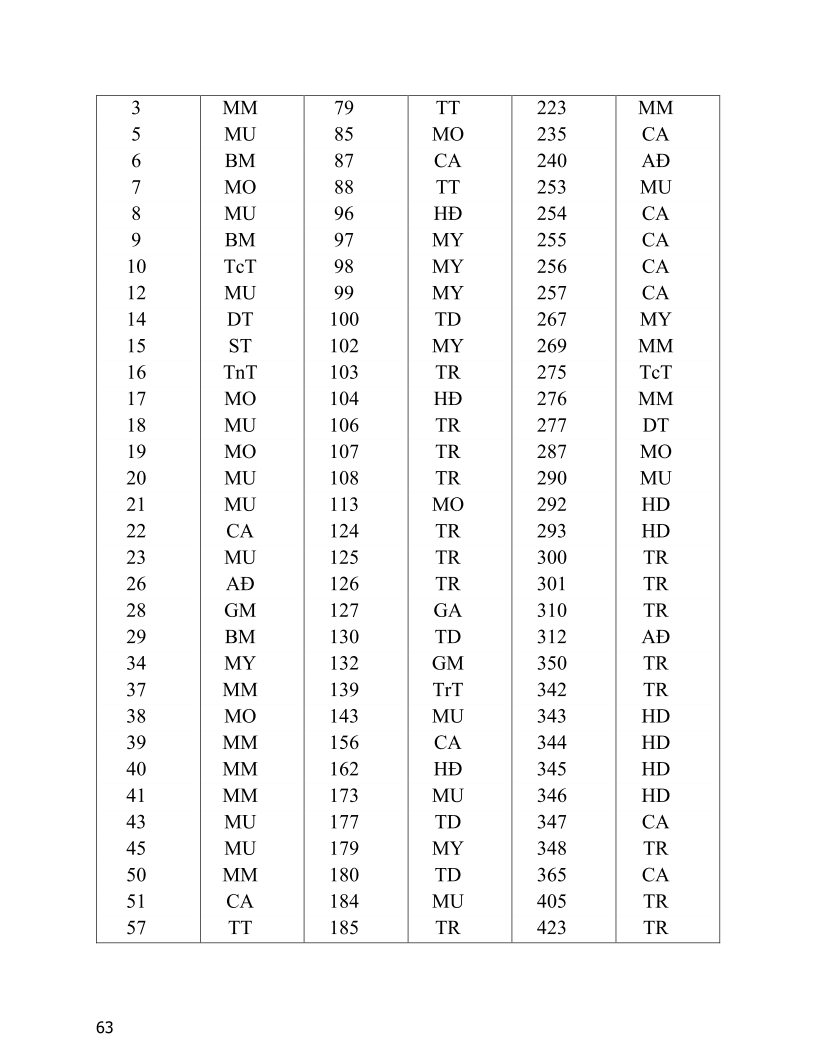 3 MM 79 TT 223 MM
5 MU 85 MO 235 CA
6 BM 87 CA 240 AĐ
7 MO 88 TT 253 MU
8 MU 96 HĐ 254 CA
9 BM 97 MY 255 CA
10 TcT 98 MY 256 CA
12 MU 99 MY 257 CA
14 DT 100 TD 267 MY
15 ST 102 MY 269 MM
16 TnT 103 TR 275 TcT
17 MO 104 HĐ 276 MM
18 MU 106 TR 277 DT
19 MO 107 TR 287 MO
20 MU 108 TR 290 MU
21 MU 113 MO 292 HD
22 CA 124 TR 293 HD
23 MU 125 TR 300 TR
26 AĐ 126 TR 301 TR
28 GM 127 GA 310 TR
29 BM 130 TD 312 AĐ
34 MY 132 GM 350 TR
37 MM 139 TrT 342 TR
38 MO 143 MU 343 HD
39 MM 156 CA 344 HD
40 MM 162 HĐ 345 HD
41 MM 173 MU 346 HD
43 MU 177 TD 347 CA
45 MU 179 MY 348 TR
50 MM 180 TD 365 CA
51 CA 184 MU 405 TR
57 TT 185 TR 423 TR
63